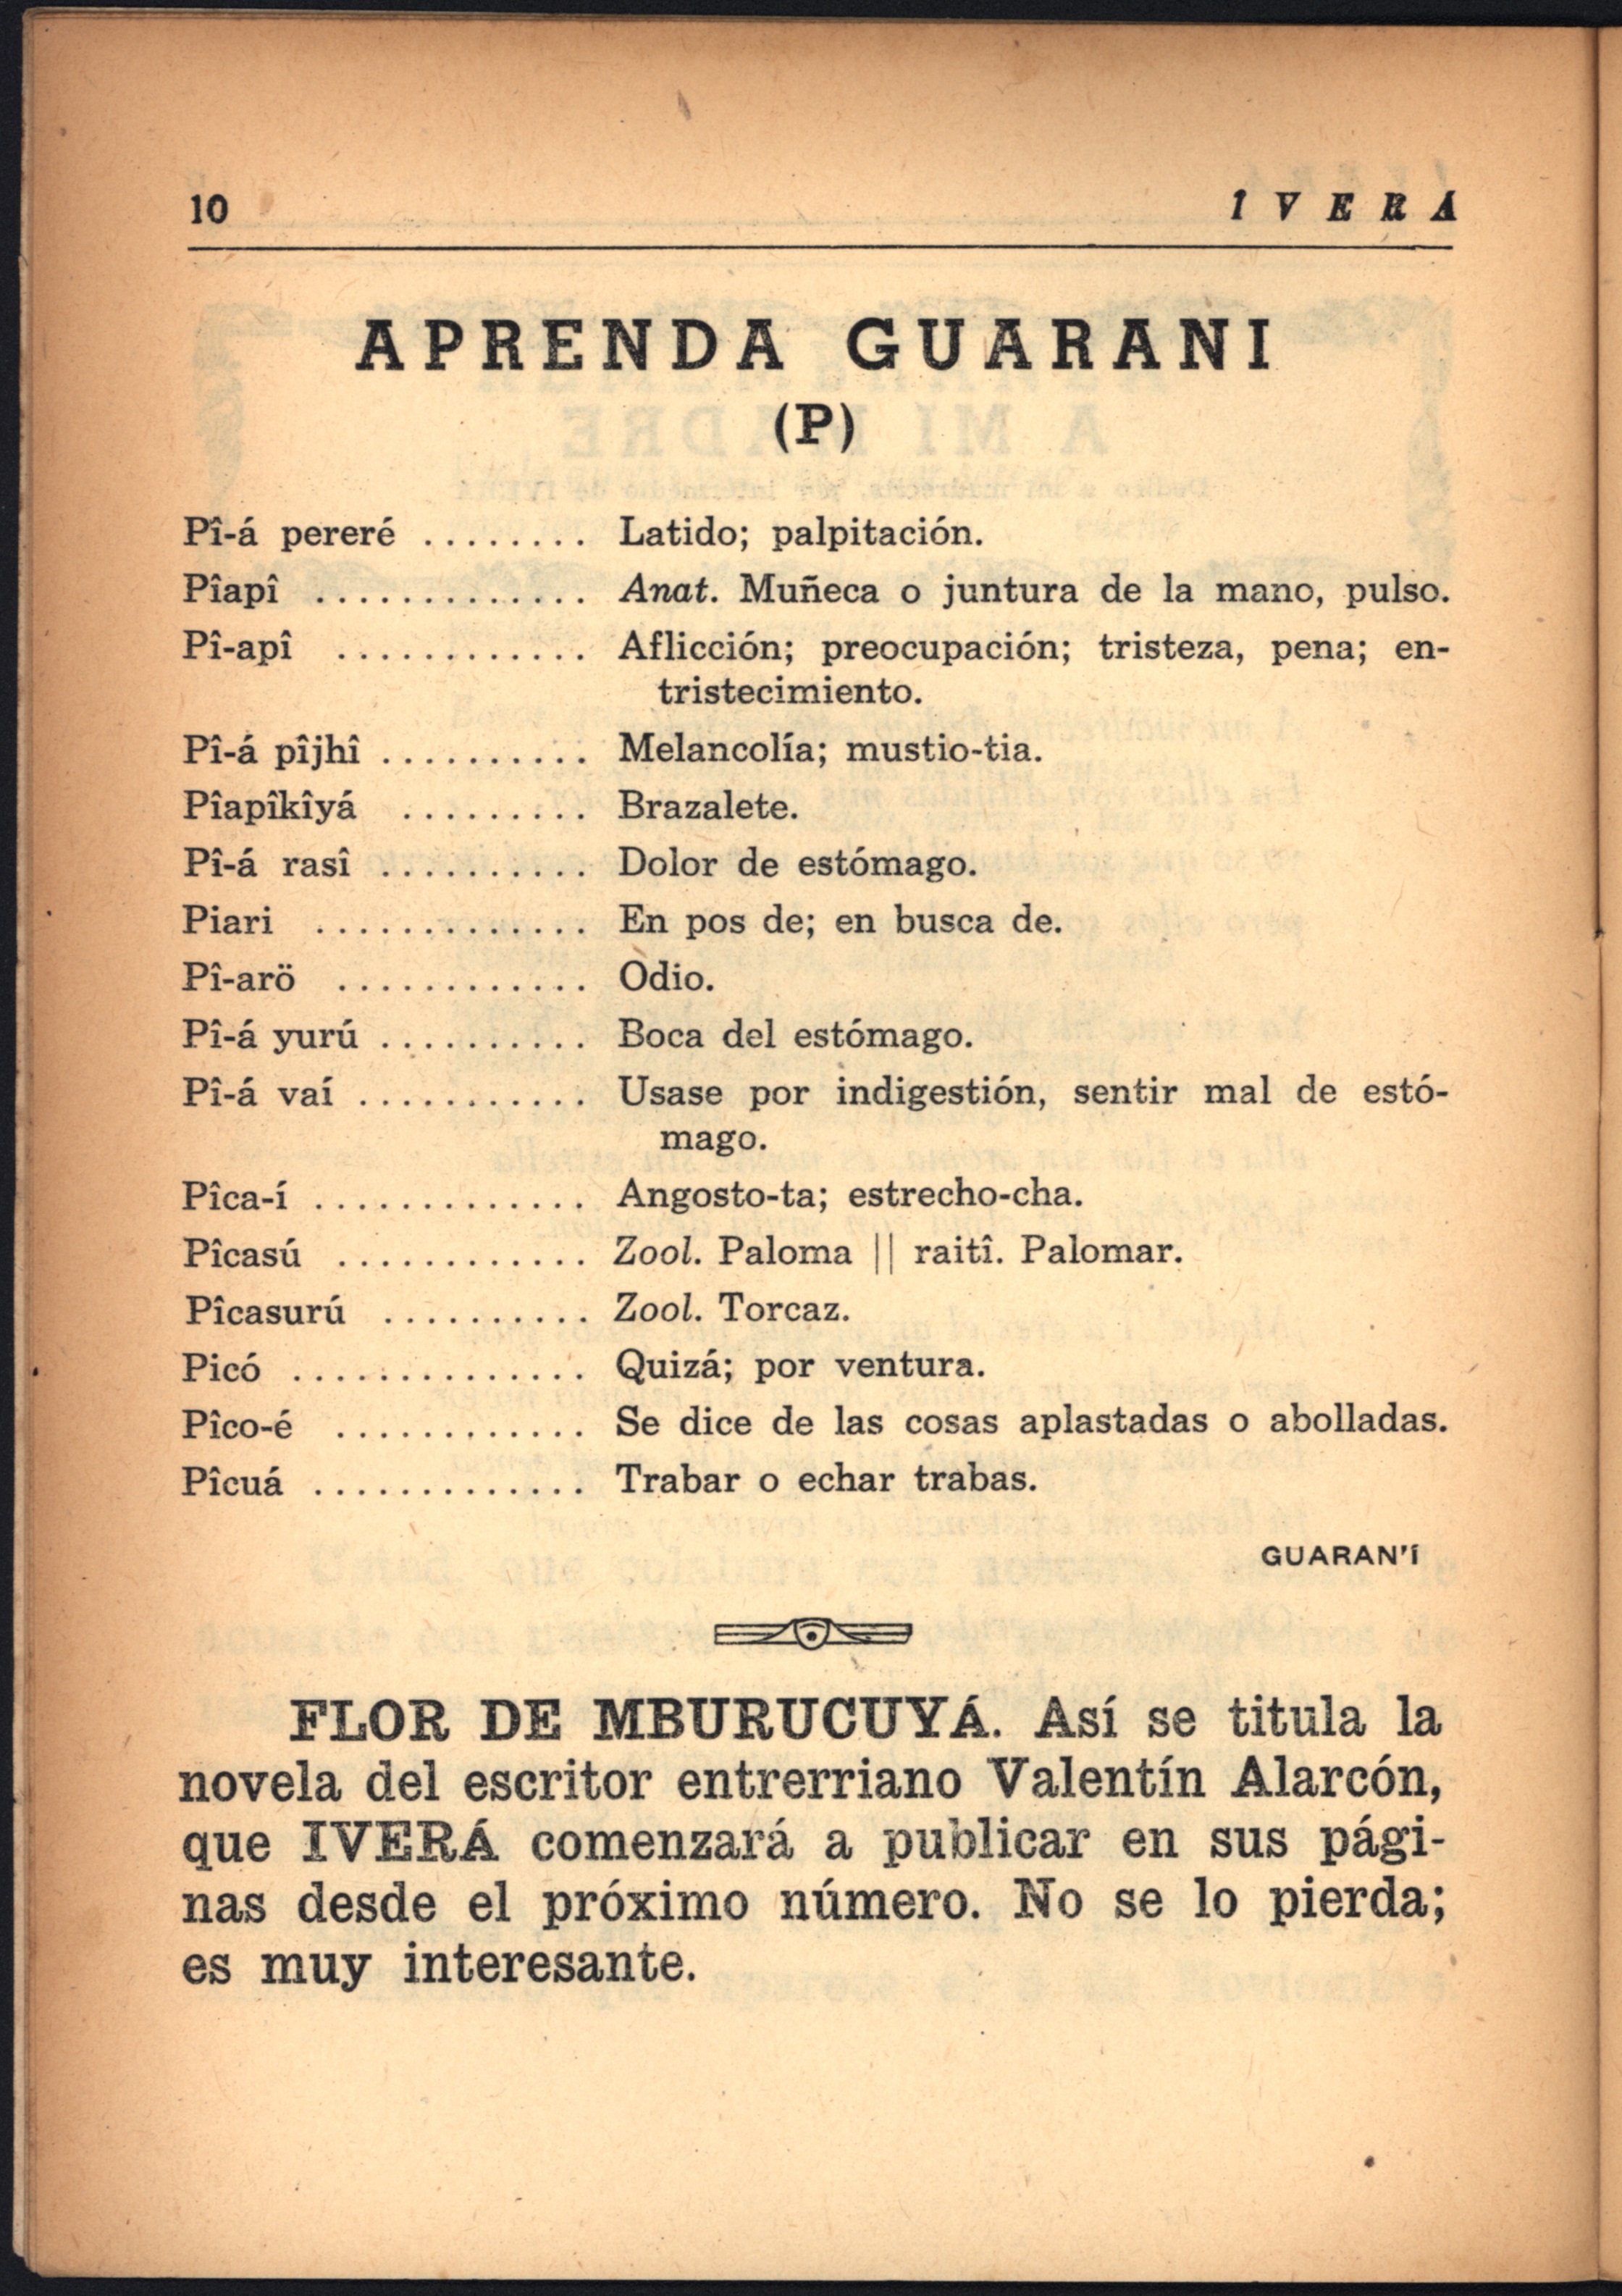 10
IVERÁ
APRENDA GUARANI
(P)
Pî-á pereré ........ Latido; palpitación.
Pîapî ............. Anat. Muñeca o juntura de la mano, pulso.
Pî-apî ............ Aflicción; preocupación; tristeza, pena; en-
tristecimiento.
Pî-á pîjhî .......... Melancolía; mustio-tia.
Pîapîkîyá ......... Brazalete.
Pî-á rasî .......... Dolor de estómago.
Piari ............. En pos de; en busca de.
Pî-arö ............ Odio.
Pî-á yurú .......... Boca del estómago.
Pî-á vaí ........... Usase por indigestión, sentir mal de estó-
mago.
Pîca-í ............. Angosto-ta; estrecho-cha.
Pîcasú ............ Zool. Paloma || raitî. Palomar.
Pîcasurú .......... Zool. Torcaz.
Picó .............. Quizá; por ventura.
Pîco-é ............ Se dice de las cosas aplastadas o abolladas.
Pîcuá ............. Trabar o echar trabas.
GUARAN'Í
FLOR DE MBURUCUYÁ. Así se titula la
novela del escritor entrerriano Valentín Alarcón,
que IVERÁ comenzará a publicar en sus pági-
nas desde el próximo número. No se lo pierda;
es muy interesante.